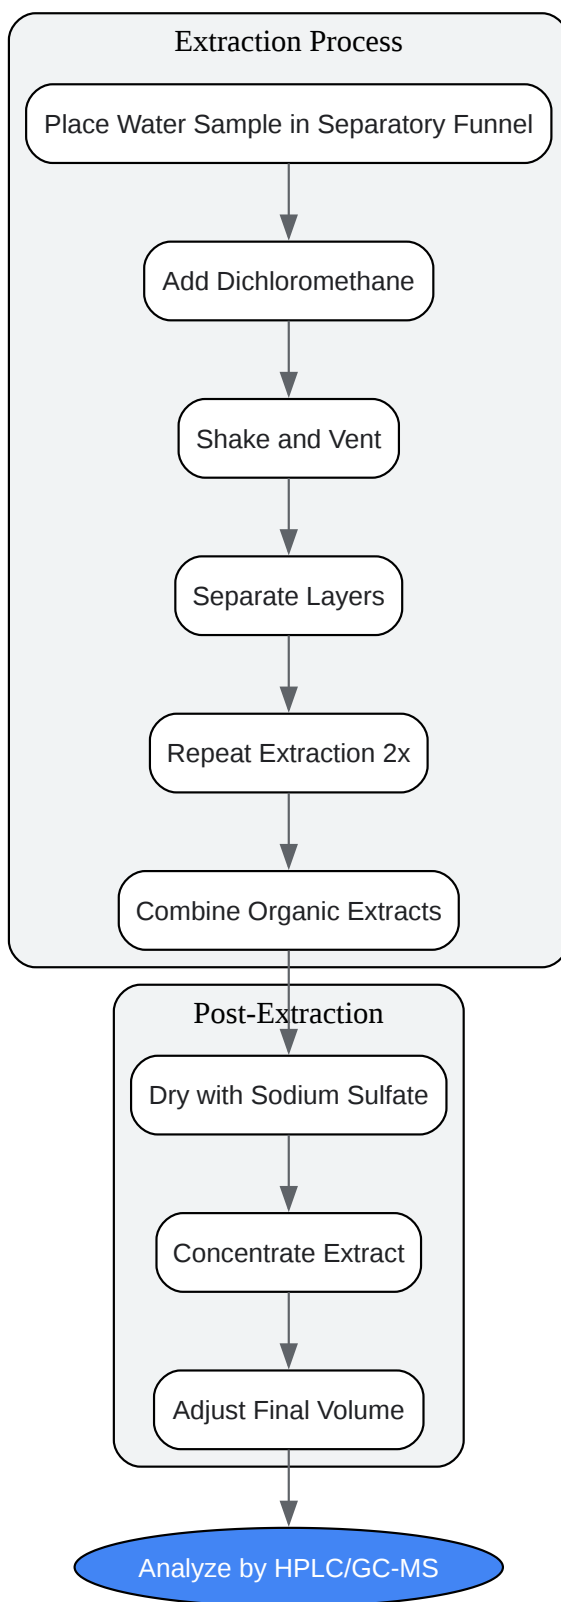 Extraction Process
Place Water Sample in Separatory Funnel
Add Dichloromethane
Shake and Vent
Separate Layers
Repeat Extraction 2x
Combine Organic Extracts
Post-Extraction
Dry with Sodium Sulfate
Concentrate Extract
Adjust Final Volume
Analyze by HPLC/GC-MS